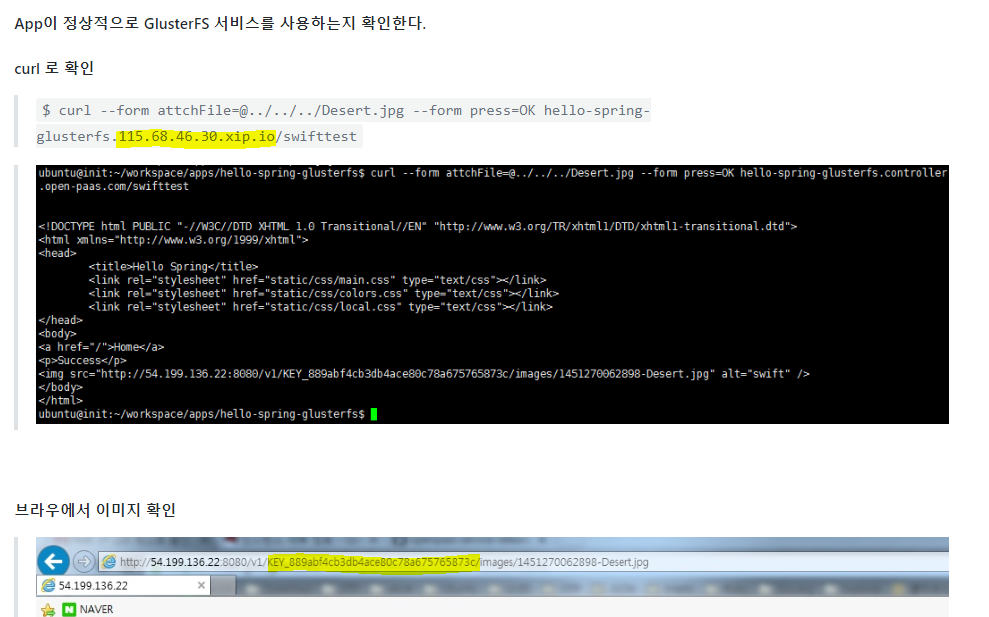 App이 정상적으로 GlusterFS 서비스를 사용하는지 확인한다.
curl 로 확인
$ curl --form attchFile=@../../../Desert.jpg --form press=OK hello-spring-
glusterfs.115.68.46.30.xip.io/swifttest
ubuntu@init:~/workspace/apps/hello-spring-glusterfs$ curl --form attchFile=@../../../Desert.jpg --form press=OK hello-spring-glusterfs.controller
.open-paas.com/swifttest
<!DOCTYPE html PUBLIC "-//W3C//DTD XHTML 1.0 Transitional//EN" "http://www.w3.org/TR/xhtml1/DTD/xhtml1-transitional.dtd">
<html xmlns="http://www.w3.org/1999/xhtml">
<head>
<title>Hello Spring</title>
<link rel="stylesheet" href="static/css/main.css" type="text/css"></link>
<link rel="stylesheet" href="static/css/colors.css" type="text/css"></link>
<link rel="stylesheet" href="static/css/local.css" type="text/css"></link>
</head>
<body>
<a href="/">Home</a>
<p>Success</p>
<img src="http://54.199.136.22:8080/v1/KEY_889abf4cb3db4ace80c78a675765873c/images/1451270062898-Desert.jpg" alt="swift" />
</body>
</html>
ubuntu@init:~/workspace/apps/hello-spring-glusterfs$
브라우에서 이미지 확인
http://54.199.136.22:8080/v1/KEY_889abf4cb3db4ace80c78a675765873c/images/1451270062898-Desert.jpg
54.199.136.22
N NAVER